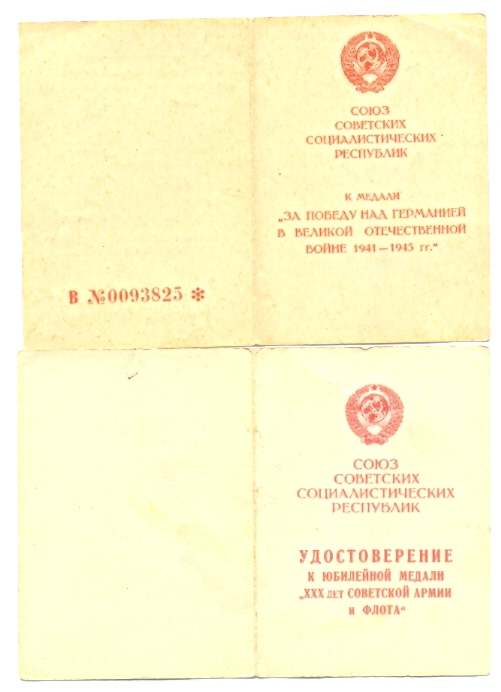 СОЮЗ
СОВЕТСКИХ
СОЦИАЛИСТИЧЕСКИХ
РЕСПУБЛИК
К МЕДАЛИ
„ЗА ПОБЕДУ НАД ГЕРМАНИЕЙ
В ВЕЛИКОЙ ОТЕЧЕСТВЕННОЙ
ВОЙНЕ 1941—1945 гг."
В №0093825 *
СОЮЗ
СОВЕТСКИХ
СОЦИАЛИСТИЧЕСКИХ
РЕСПУБЛИК
УДОСТОВЕРЕНИЕ
К ЮБИЛЕЙНОЙ МЕДАЛИ
„XXX ЛЕТ СОВЕТСКОЙ АРМИИ
И ФЛОТА"